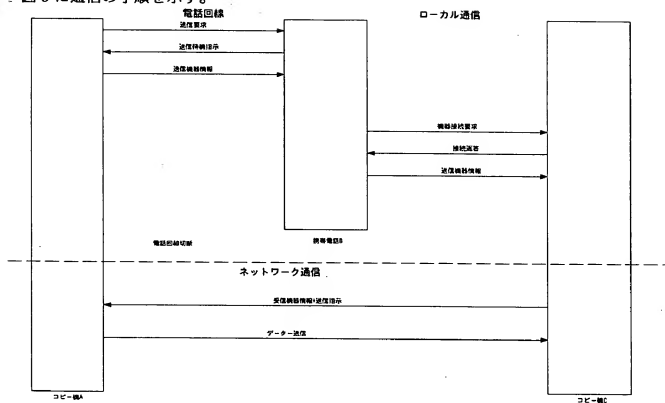 図6に通信の手順を示す。
電話回線
ローカル通信
送信要求
送信待機指示
送信機器情報
機器接続要求
接続返答
送信機器情報
電話回線切断
携帯電話B
ネットワーク通信
受信機器情報+送信指示
データー送信
コピー機A
コピー機C